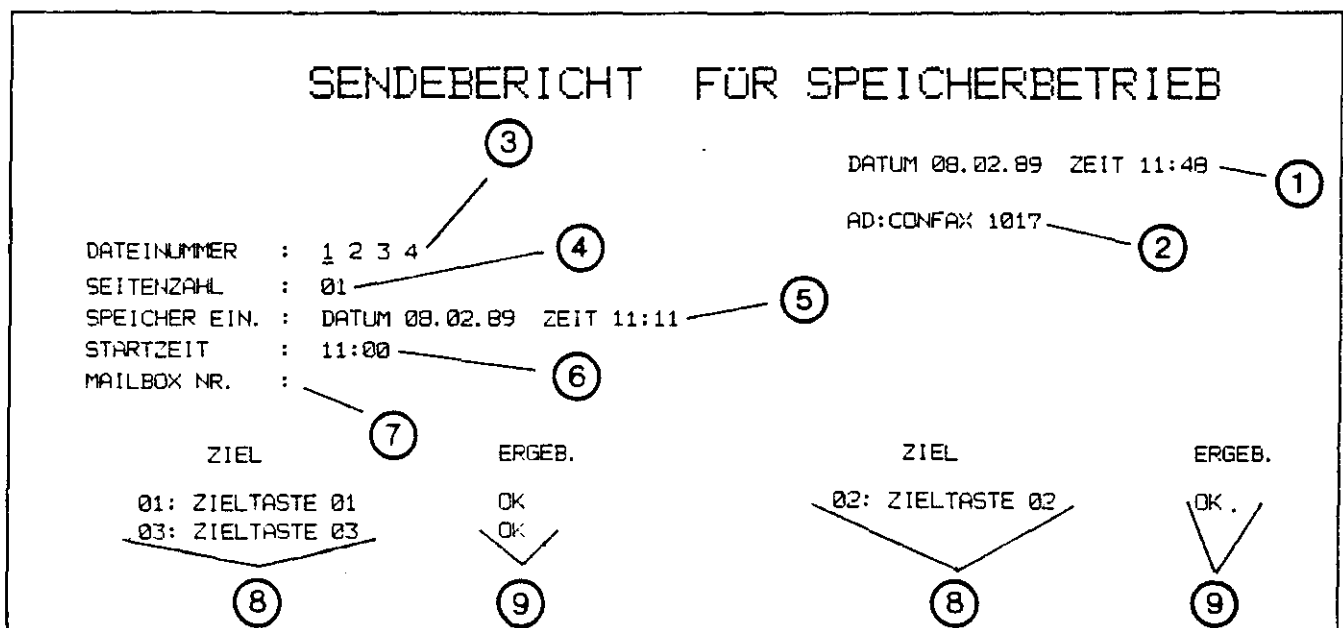 SENDEBERICHT FÜR SPEICHERBETRIEB
3
DATUM 08.02.89 ZEIT 11:48
1
AD:CONFAX 1017
2
DATEINUMMER : 1 2 3 4
4
SEITENZAHL : 01
5
SPEICHER EIN. : DATUM 08.02.89 ZEIT 11:11
STARTZEIT : 11:00
6
MAILBOX NR. :
7
ZIEL ERGEB. ZIEL ERGEB.
01: ZIELTASTE 01 OK 02: ZIELTASTE 02 OK.
03: ZIELTASTE 03 OK
8 9 8 9